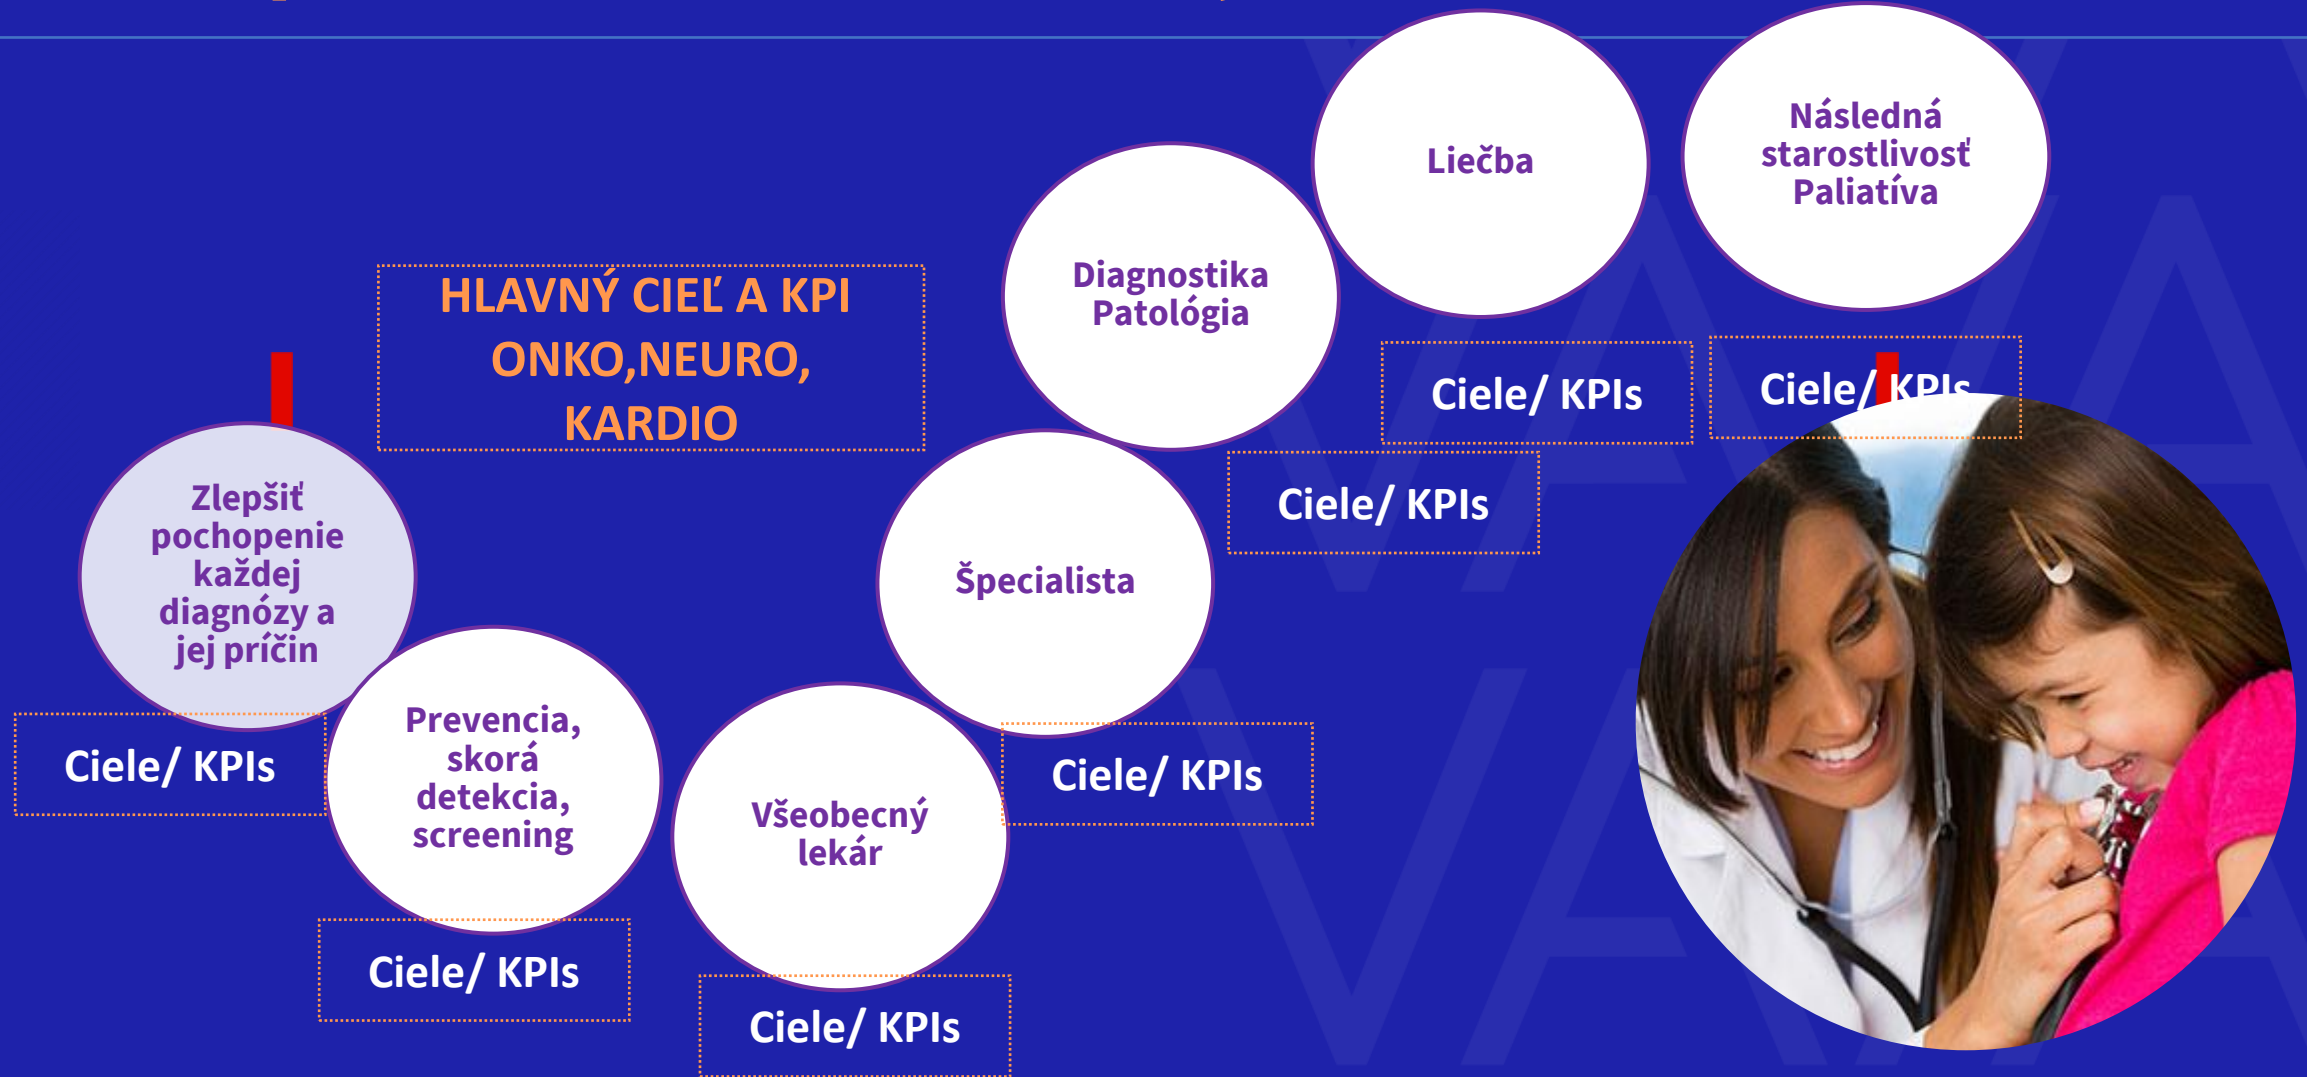 Následná
starostlivosť
Paliatíva
Liečba
Diagnostika
Patológia
HLAVNÝ CIEĽ A KPI
ONKO,NEURO,
KARDIO
Ciele/ KPIs
Ciele/ KPIs
Zlepšiť
pochopenie
každej
diagnózy a
jej príčin
Ciele/ KPIs
Špecialista
Prevencia,
skorá
detekcia,
screening
Ciele/ KPIs
Ciele/ KPIs
Všeobecný
lekár
Ciele/ KPIs
Ciele/ KPIs